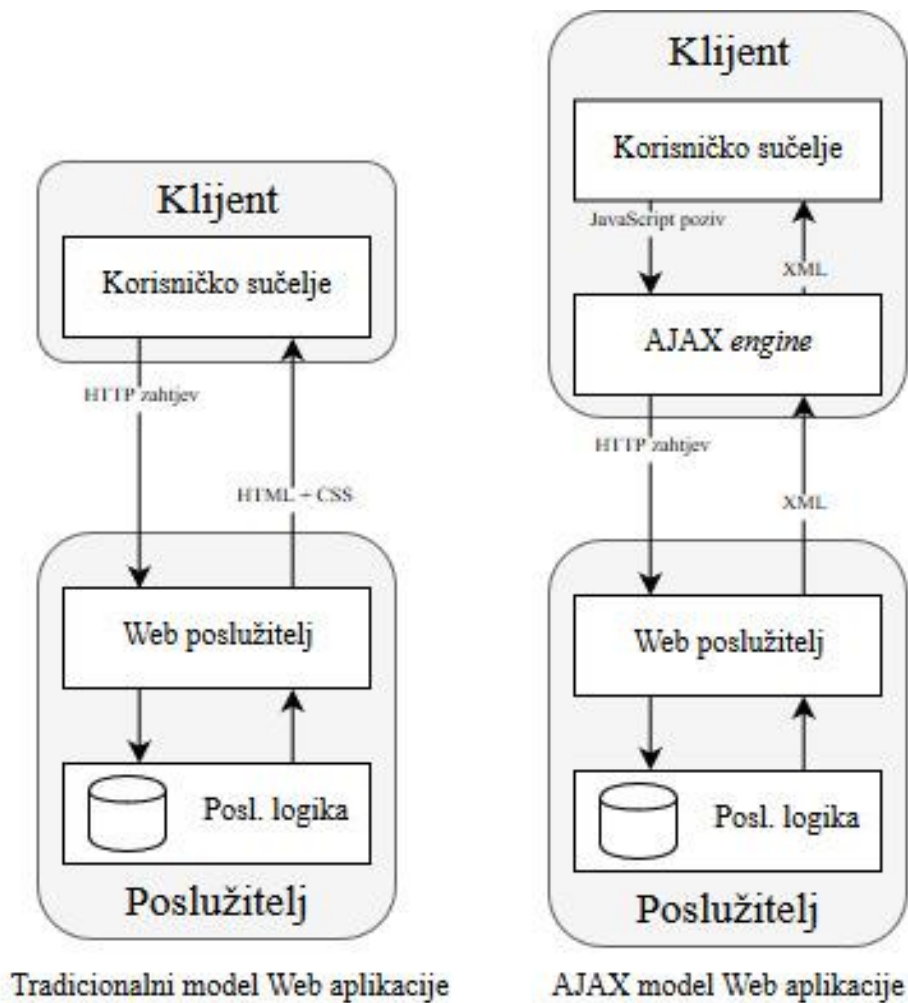 Klijent
Korisničko sučelje
HTTP zahtjev
HTML + CSS
Web poslužitelj
Posl. logika
Poslužitelj
Tradicionalni model Web aplikacije
Klijent
Korisničko sučelje
JavaScript poziv
XML
AJAX engine
HTTP zahtjev
XML
Web poslužitelj
Posl. logika
Poslužitelj
AJAX model Web aplikacije